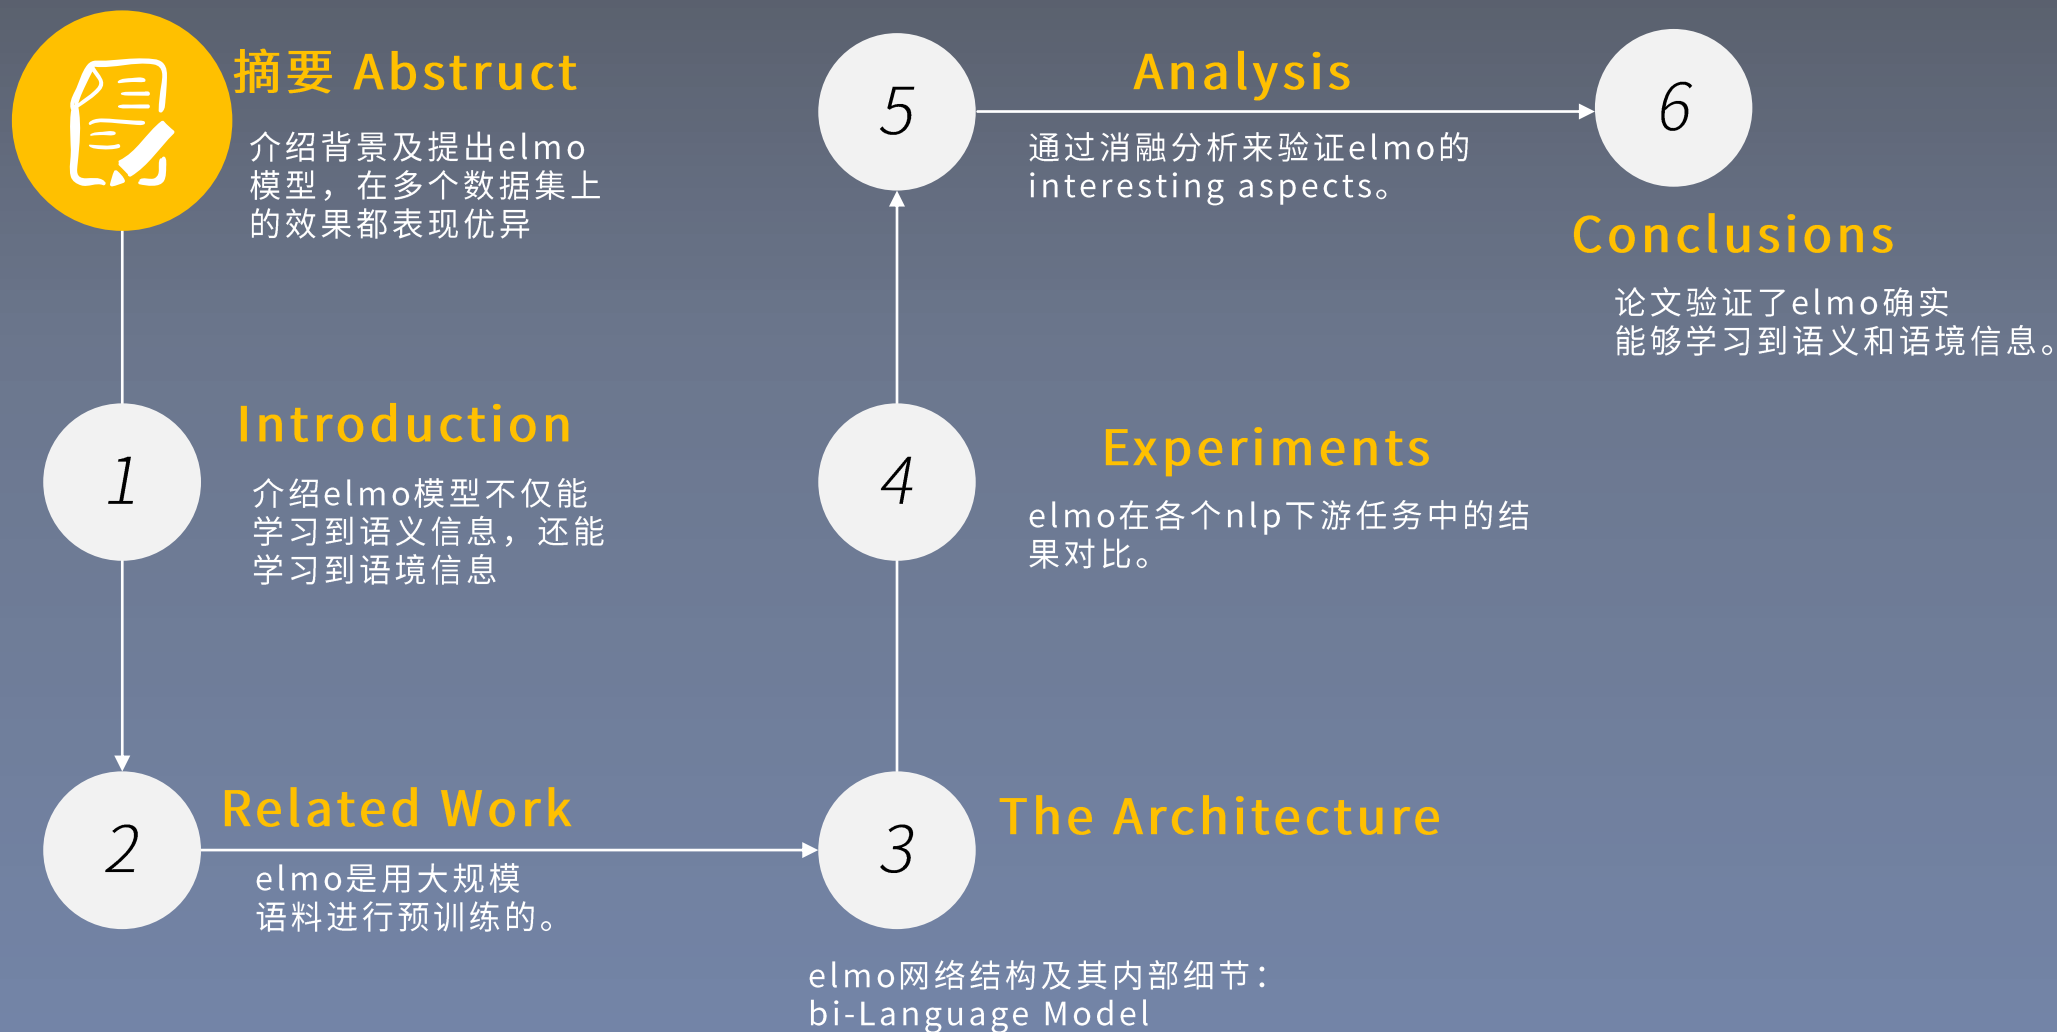 摘要 Abstruct
介绍背景及提出elmo
模型，在多个数据集上
的效果都表现优异
1
Introduction
介绍elmo模型不仅能
学习到语义信息，还能
学习到语境信息
2
Related Work
elmo是用大规模
语料进行预训练的。
3
The Architecture
elmo网络结构及其内部细节：
bi-Language Model
4
Experiments
elmo在各个nlp下游任务中的结
果对比。
5
Analysis
通过消融分析来验证elmo的
interesting aspects。
6
Conclusions
论文验证了elmo确实
能够学习到语义和语境信息。